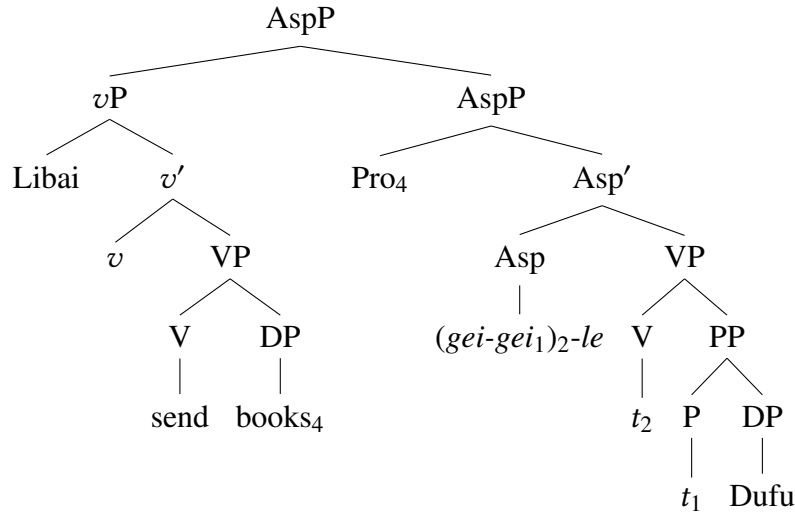 AspP
vP AspP
Libai v′ Pro₄ Asp′
v VP Asp VP
V DP (gei-gei₁)₂-le V PP
send books₄ t₂ P DP
t₁ Dufu